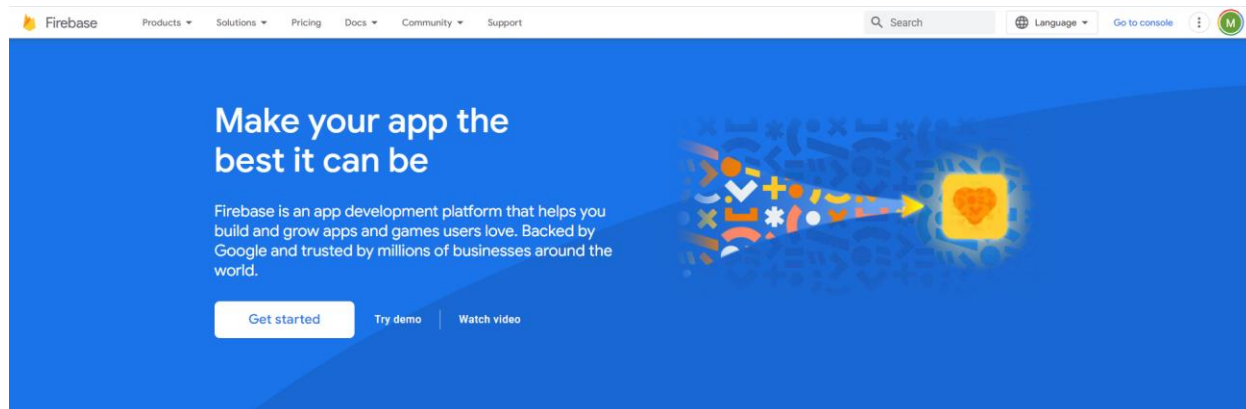 Firebase Products Solutions Pricing Docs Community Support Search Language Go to console M
Make your app the
best it can be
Firebase is an app development platform that helps you
build and grow apps and games users love. Backed by
Google and trusted by millions of businesses around the
world.
Get started Try demo Watch video